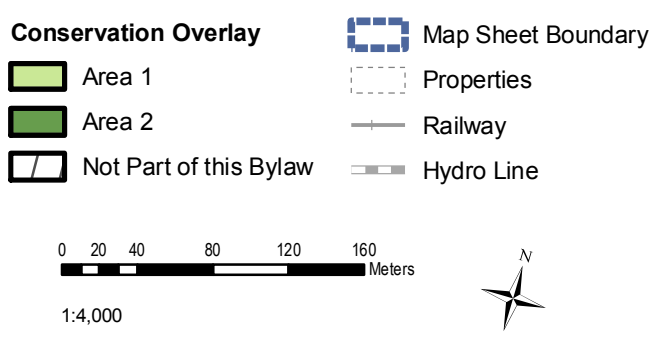 Conservation Overlay
Area 1
Area 2
Not Part of this Bylaw
Map Sheet Boundary
Properties
Railway
Hydro Line
0 20 40 80 120 160
Meters
1:4,000
N